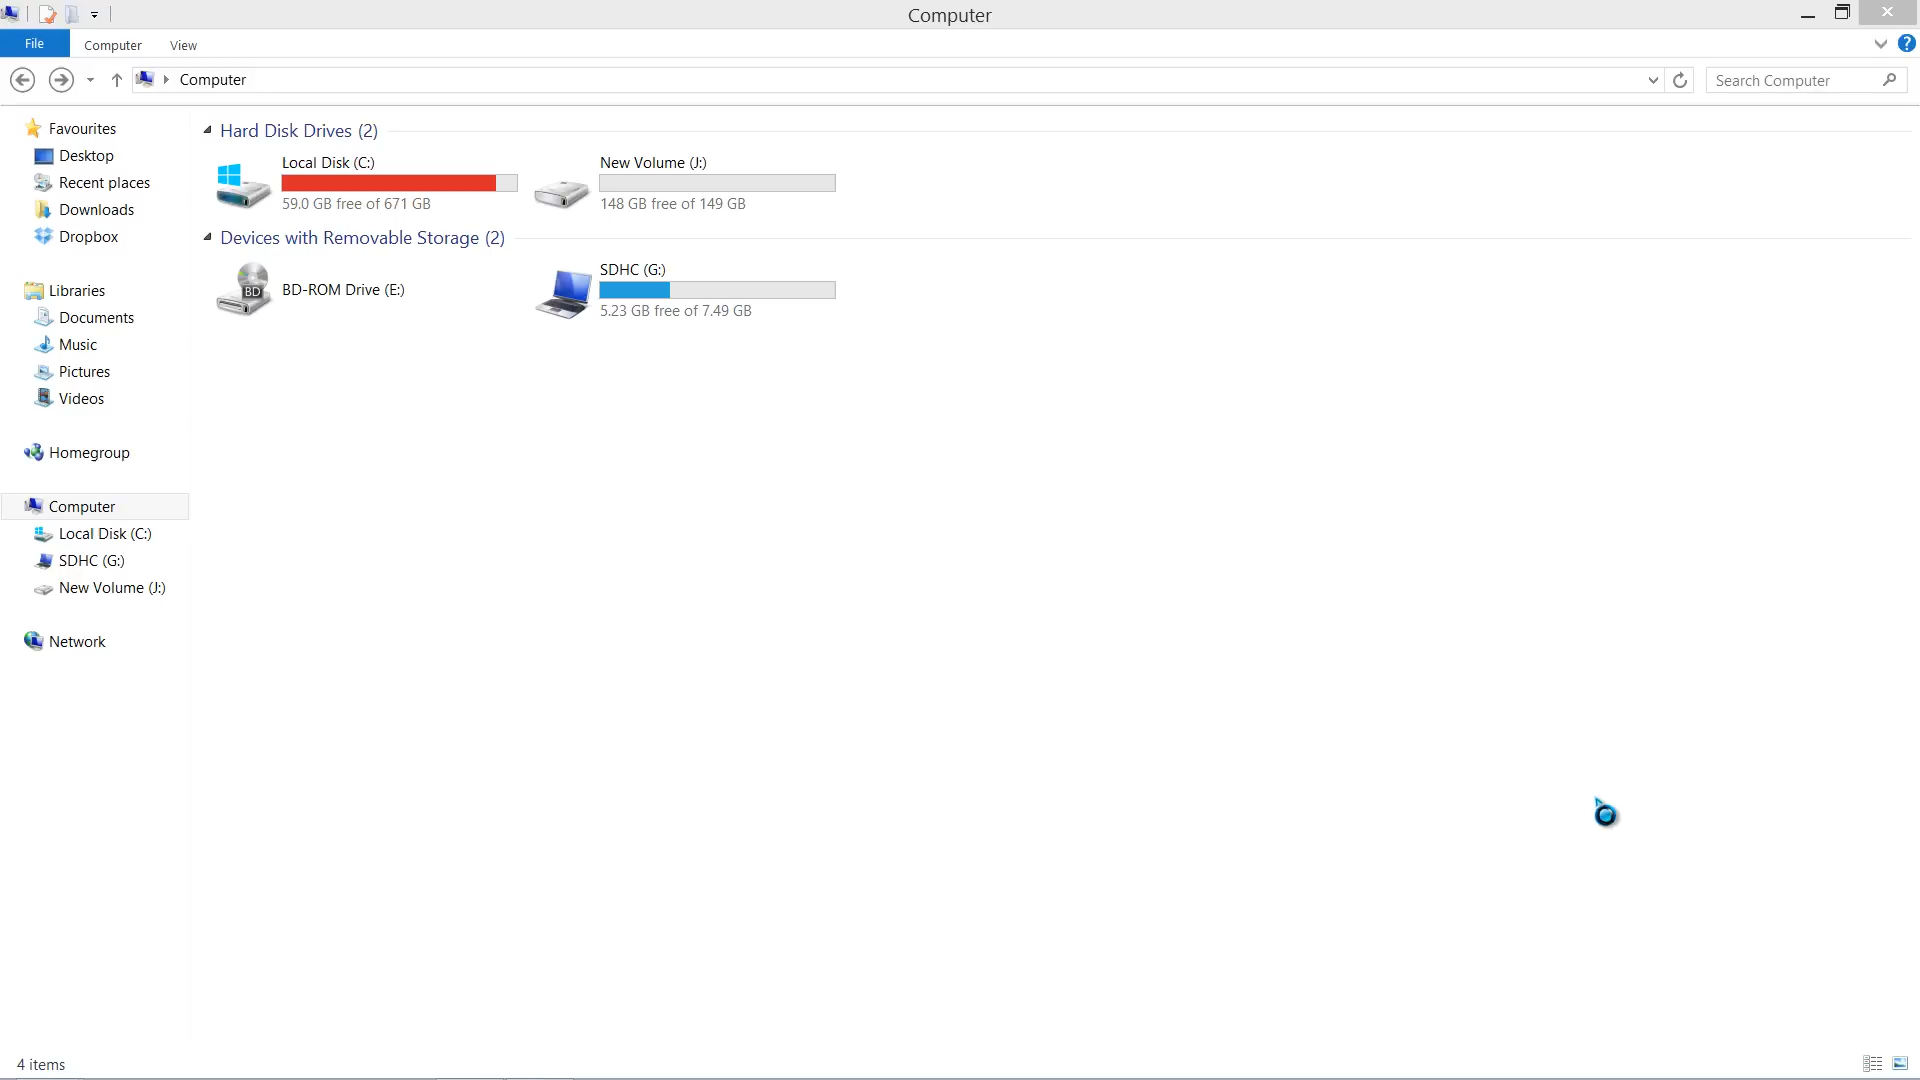 Computer
File
Computer
View
?
Computer
Search Computer
Favourites
Desktop
Recent places
Downloads
Dropbox
Libraries
Documents
Music
Pictures
Videos
Homegroup
Computer
Local Disk (C:)
SDHC (G:)
New Volume (J:)
Network
Hard Disk Drives (2)
Local Disk (C:)
59.0 GB free of 671 GB
New Volume (J:)
148 GB free of 149 GB
Devices with Removable Storage (2)
BD
BD-ROM Drive (E:)
SDHC (G:)
5.23 GB free of 7.49 GB
4 items